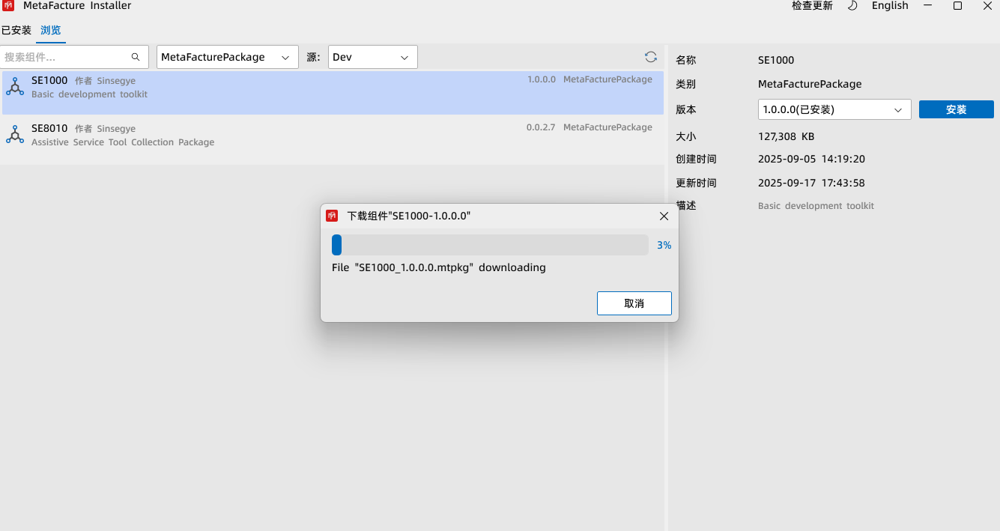 MetaFacture Installer
检查更新 English
已安装 浏览
搜索组件... MetaFacturePackage 源: Dev
SE1000 作者 Sinsegye 1.0.0.0 MetaFacturePackage
Basic development toolkit
SE8010 作者 Sinsegye 0.0.2.7 MetaFacturePackage
Assistive Service Tool Collection Package
名称 SE1000
类别 MetaFacturePackage
版本 1.0.0.0(已安装) 安装
大小 127,308 KB
创建时间 2025-09-05 14:19:20
更新时间 2025-09-17 17:43:58
描述 Basic development toolkit
下载组件"SE1000-1.0.0.0"
3%
File "SE1000_1.0.0.0.mtpkg" downloading
取消